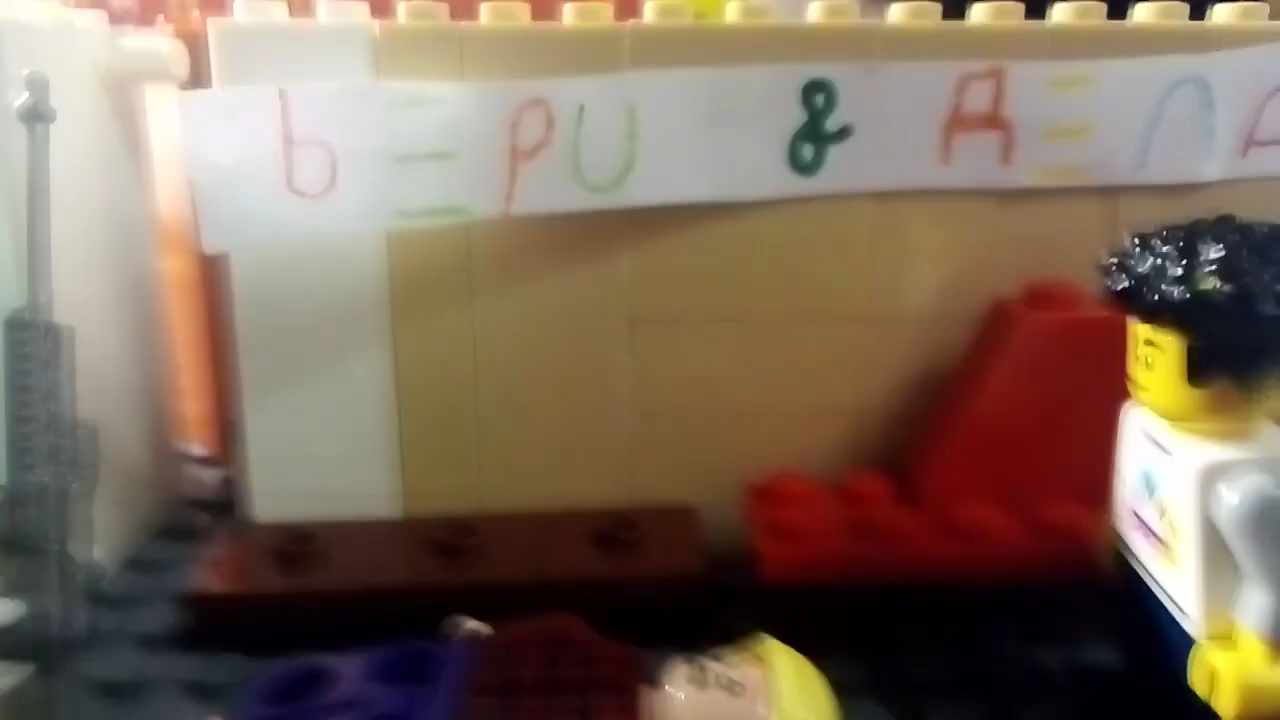 b = PU & A = n